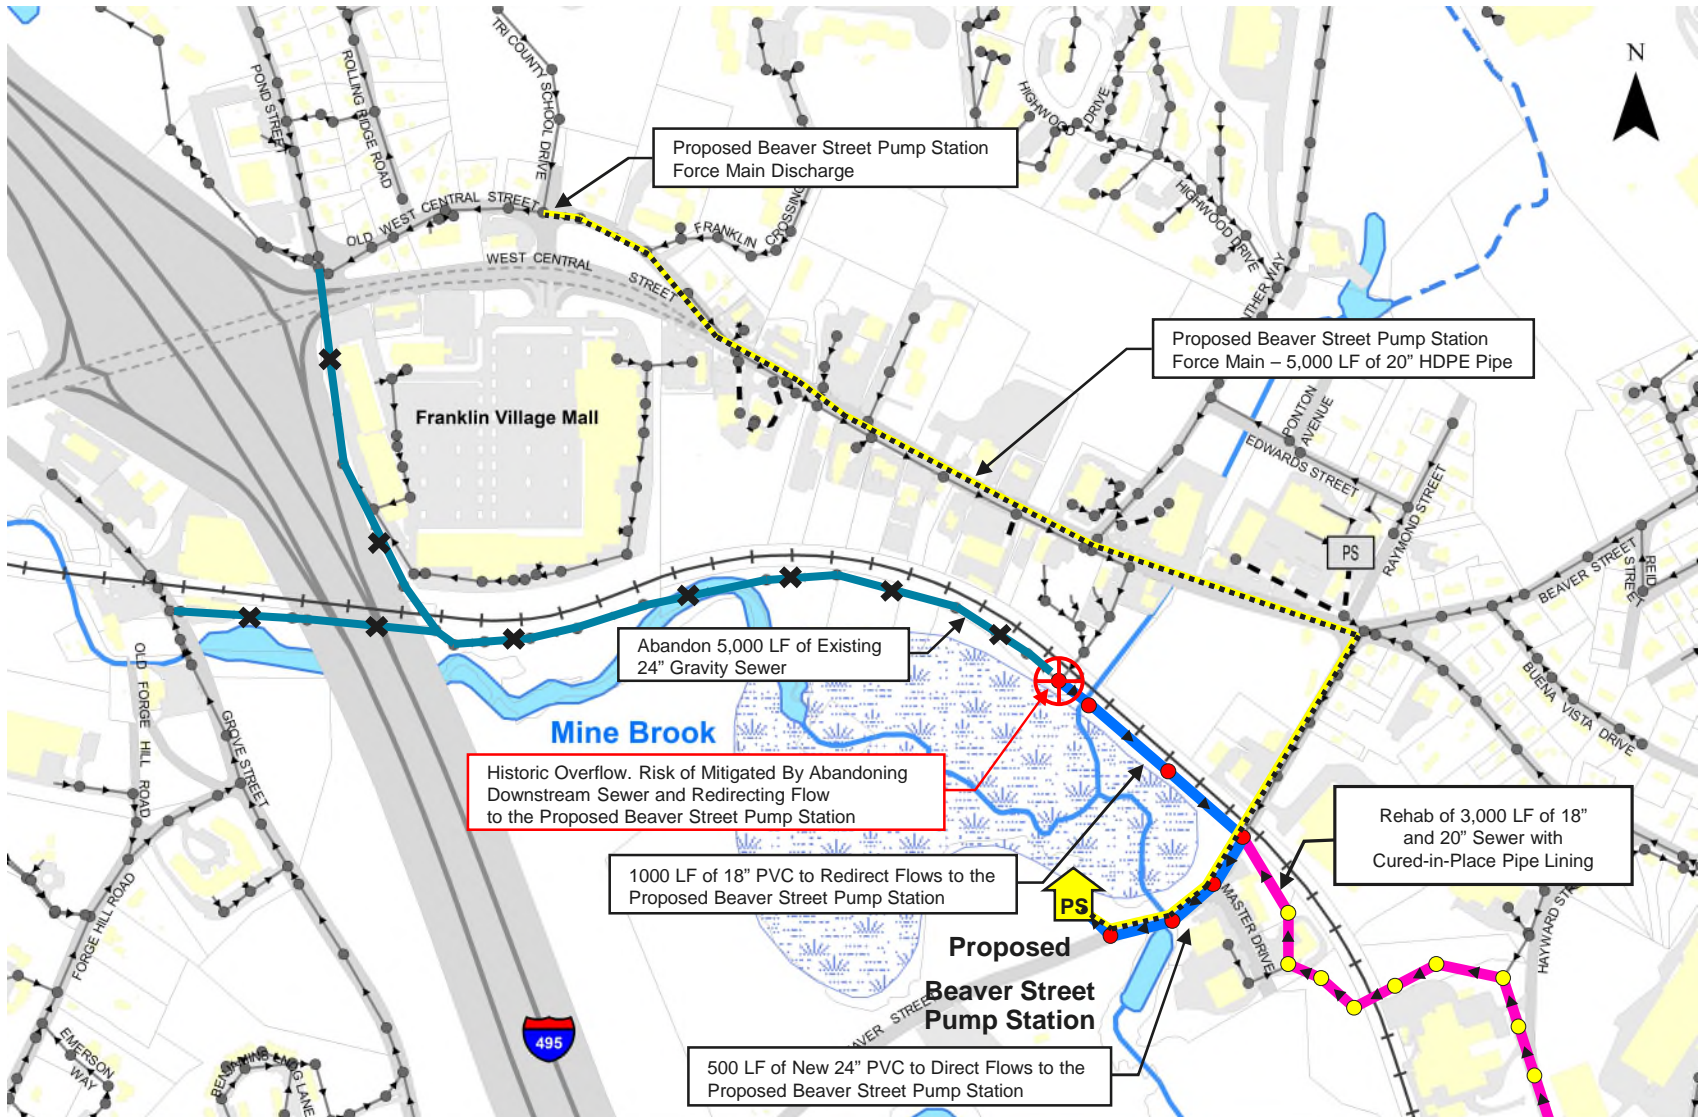 N
POND STREET
ROLLING RIDGE ROAD
TRI COUNTY SCHOOL DRIVE
HIGHWOOD DRIVE
Proposed Beaver Street Pump Station
Force Main Discharge
OLD WEST CENTRAL STREET
FRANKLIN CROSSING
HIGHWOOD DRIVE
WEST CENTRAL STREET
THER WAY
Proposed Beaver Street Pump Station
Force Main – 5,000 LF of 20” HDPE Pipe
Franklin Village Mall
PONTON
AVENUE
EDWARDS STREET
RAYMOND STREET
PS
BEAVER STREET
REID
STREET
Abandon 5,000 LF of Existing
24” Gravity Sewer
OLD FORGE HILL ROAD
GROVE STREET
BUENA VISTA DRIVE
Mine Brook
Historic Overflow. Risk of Mitigated By Abandoning
Downstream Sewer and Redirecting Flow
to the Proposed Beaver Street Pump Station
Rehab of 3,000 LF of 18”
and 20” Sewer with
Cured-in-Place Pipe Lining
1000 LF of 18” PVC to Redirect Flows to the
Proposed Beaver Street Pump Station
PS
MASTER DRIVE
HAYWARD STR
FORGE HILL ROAD
Proposed
Beaver Street
Pump Station
AVER STREE
495
EMERSON
WAY
LANE
500 LF of New 24” PVC to Direct Flows to the
Proposed Beaver Street Pump Station